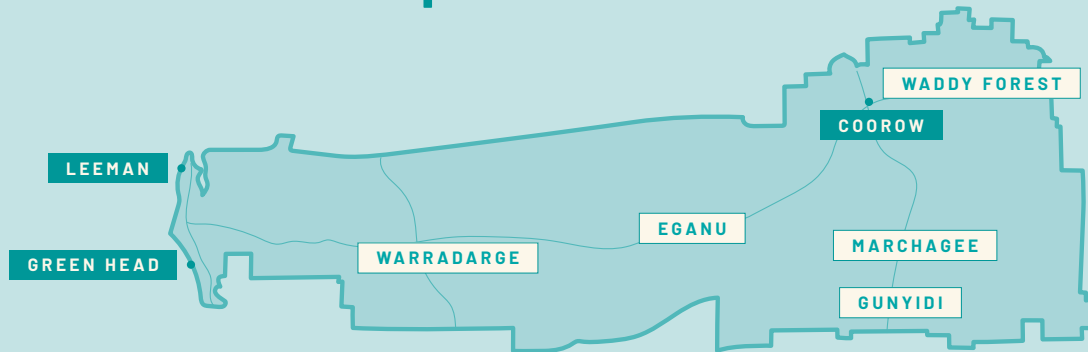 WADDY FOREST
COOROW
LEEMAN
EGANU
MARCHAGEE
WARRADARGE
GREEN HEAD
GUNYIDI